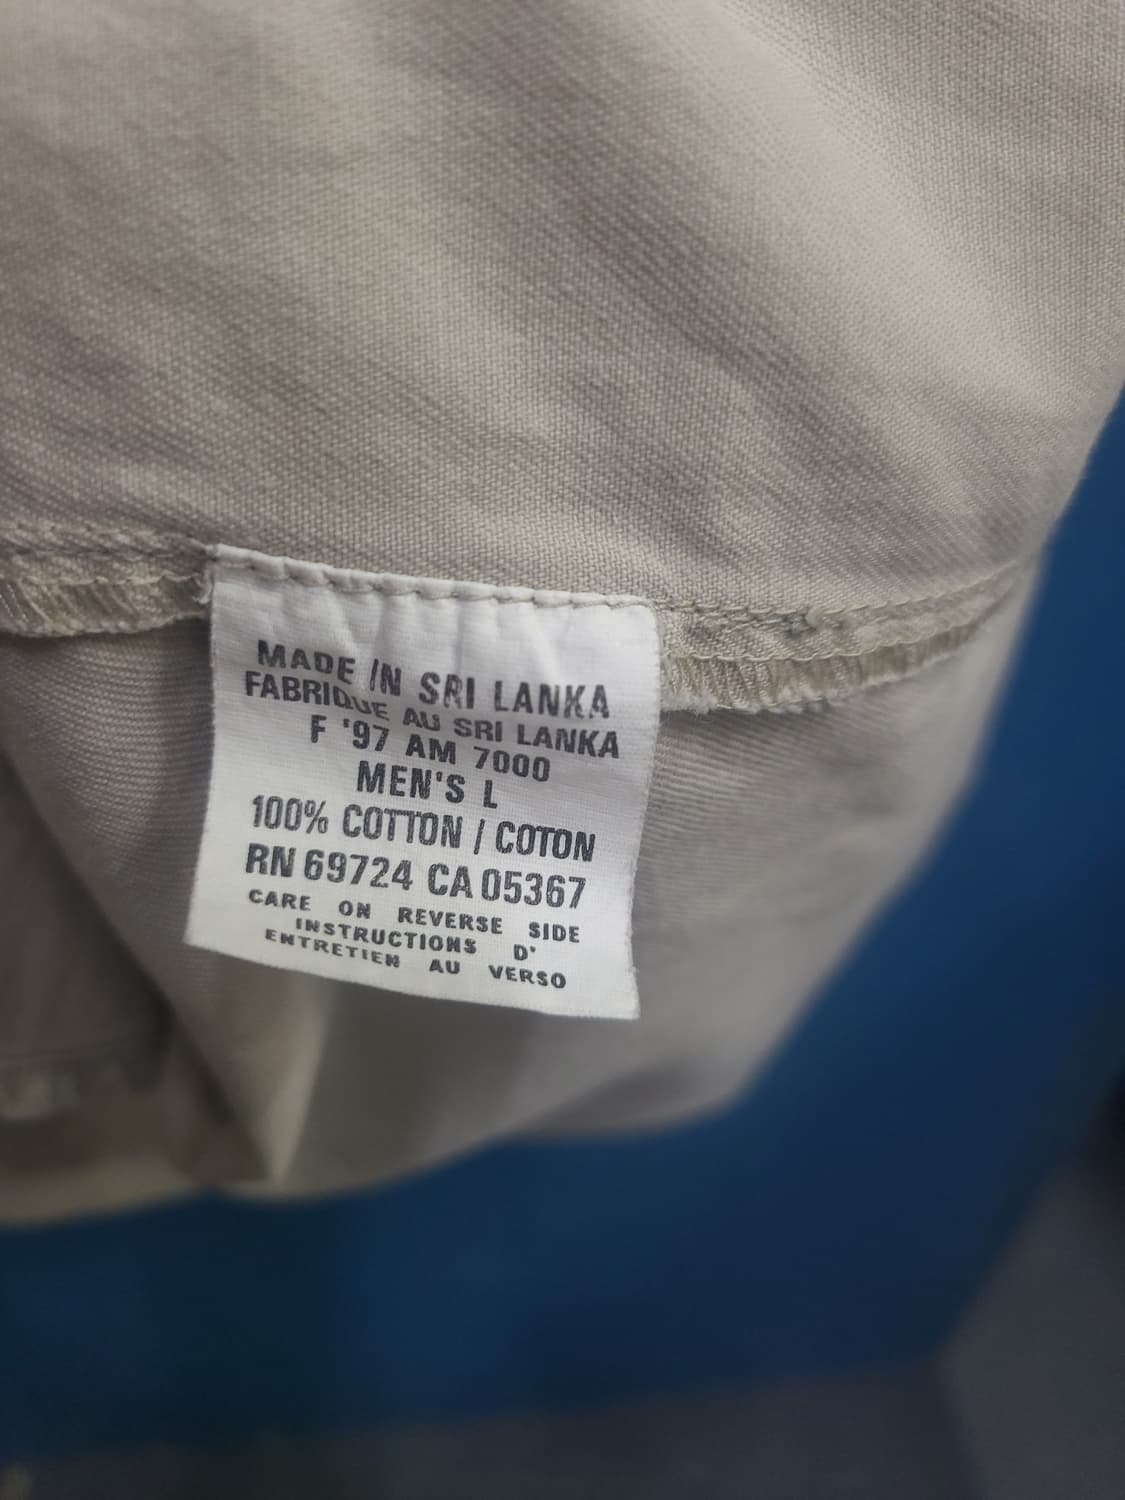 MADE IN SRI LANKA
FABRIQUE AU SRI LANKA
F '97 AM 7000
MEN'S L
100% COTTON / COTON
RN 69724 CA 05367
CARE ON REVERSE SIDE
INSTRUCTIONS D'
ENTRETIEN AU VERSO